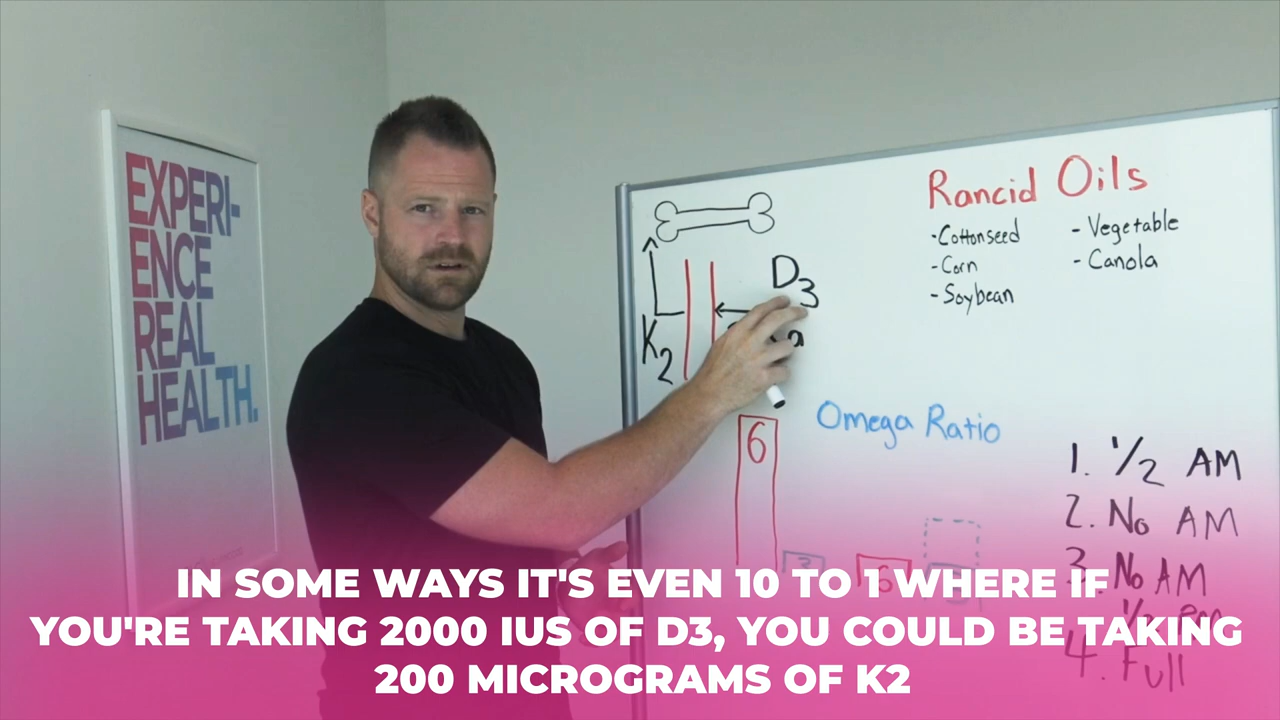 EXPERI-
ENCE
REAL
HEALTH.
K2
D3
Rancid Oils
-Cottonseed
-Corn
-Soybean
-Vegetable
-Canola
Omega Ratio
6
3
6
1. 1/2 AM
2. No AM
3. No AM
4. Full
IN SOME WAYS IT'S EVEN 10 TO 1 WHERE IF
YOU'RE TAKING 2000 IUS OF D3, YOU COULD BE TAKING
200 MICROGRAMS OF K2